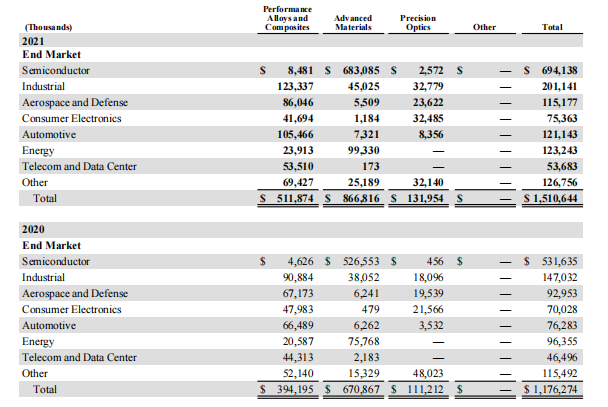 Performance
Alloys and Advanced Precision
(Thousands) Composites Materials Optics Other Total
2021
End Market
Semiconductor $ 8,481 $ 683,085 $ 2,572 $ — $ 694,138
Industrial 123,337 45,025 32,779 — 201,141
Aerospace and Defense 86,046 5,509 23,622 — 115,177
Consumer Electronics 41,694 1,184 32,485 — 75,363
Automotive 105,466 7,321 8,356 — 121,143
Energy 23,913 99,330 — — 123,243
Telecom and Data Center 53,510 173 — — 53,683
Other 69,427 25,189 32,140 — 126,756
Total $ 511,874 $ 866,816 $ 131,954 $ — $ 1,510,644
2020
End Market
Semiconductor $ 4,626 $ 526,553 $ 456 $ — $ 531,635
Industrial 90,884 38,052 18,096 — 147,032
Aerospace and Defense 67,173 6,241 19,539 — 92,953
Consumer Electronics 47,983 479 21,566 — 70,028
Automotive 66,489 6,262 3,532 — 76,283
Energy 20,587 75,768 — — 96,355
Telecom and Data Center 44,313 2,183 — — 46,496
Other 52,140 15,329 48,023 — 115,492
Total $ 394,195 $ 670,867 $ 111,212 $ — $ 1,176,274